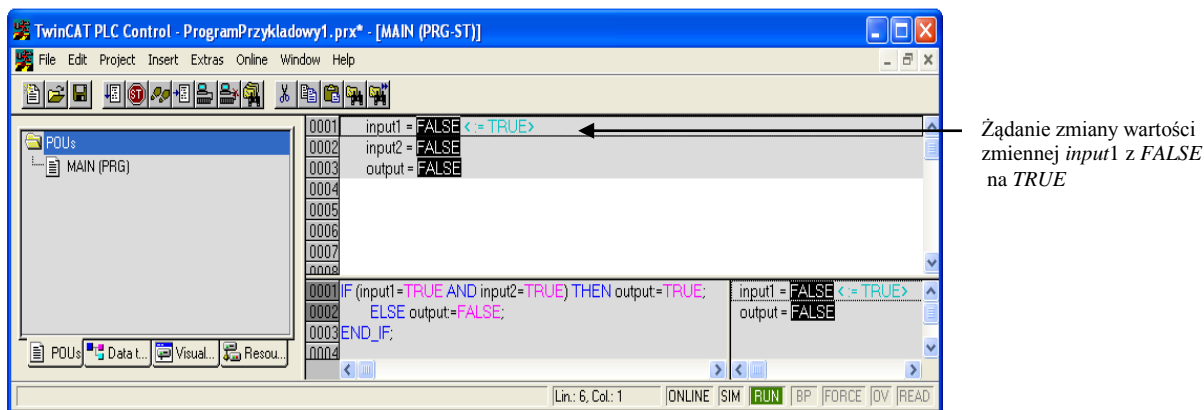 TwinCAT PLC Control - ProgramPrzykladowy1.prx* - [MAIN (PRG-ST)]
File Edit Project Insert Extras Online Window Help
POUs
MAIN (PRG)
0001 input1 = FALSE < := TRUE>
0002 input2 = FALSE
0003 output = FALSE
0004
0005
0006
0007
0008
Żądanie zmiany wartości
zmiennej input1 z FALSE
na TRUE
0001 IF (input1=TRUE AND input2=TRUE) THEN output:=TRUE;
0002 ELSE output:=FALSE;
0003 END_IF;
0004
input1 = FALSE < := TRUE>
output = FALSE
POUs Data t... Visual... Resou...
Lin.: 6, Col.: 1 ONLINE SIM RUN BP FORCE OV READ